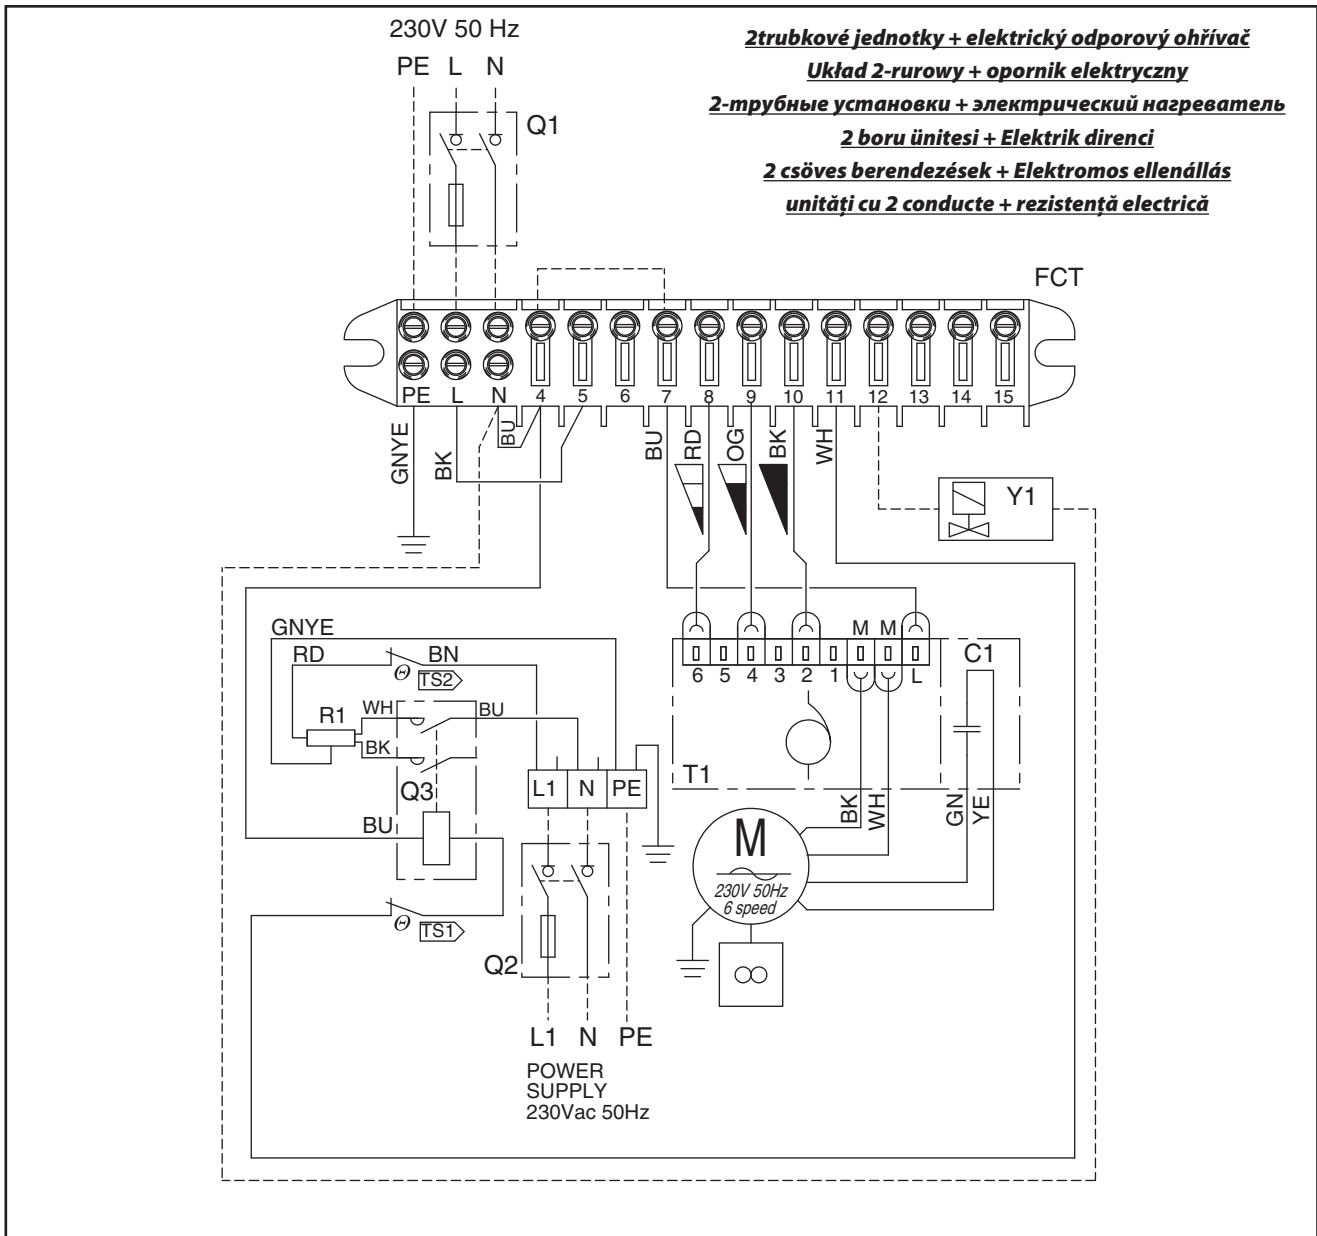 230V 50 Hz
PE L N
Q1
2trubkové jednotky + elektrický odporový ohřívač
Układ 2-rurowy + opornik elektryczny
2-трубные установки + электрический нагреватель
2 boru ünitesi + Elektrik direnci
2 csöves berendezések + Elektromos ellenállás
unități cu 2 conducte + rezistență electrică
FCT
PE L N 4 5 6 7 8 9 10 11 12 13 14 15
GNYE
BK
BU
BU
RD
OG
BK
WH
Y1
GNYE
RD
BN
Θ TS2
R1
WH
BU
BK
Q3
BU
Θ TS1
L1 N PE
Q2
L1 N PE
POWER
SUPPLY
230Vac 50Hz
M M
6 5 4 3 2 1 L
C1
T1
BK
WH
GN
YE
M
230V 50Hz
6 speed